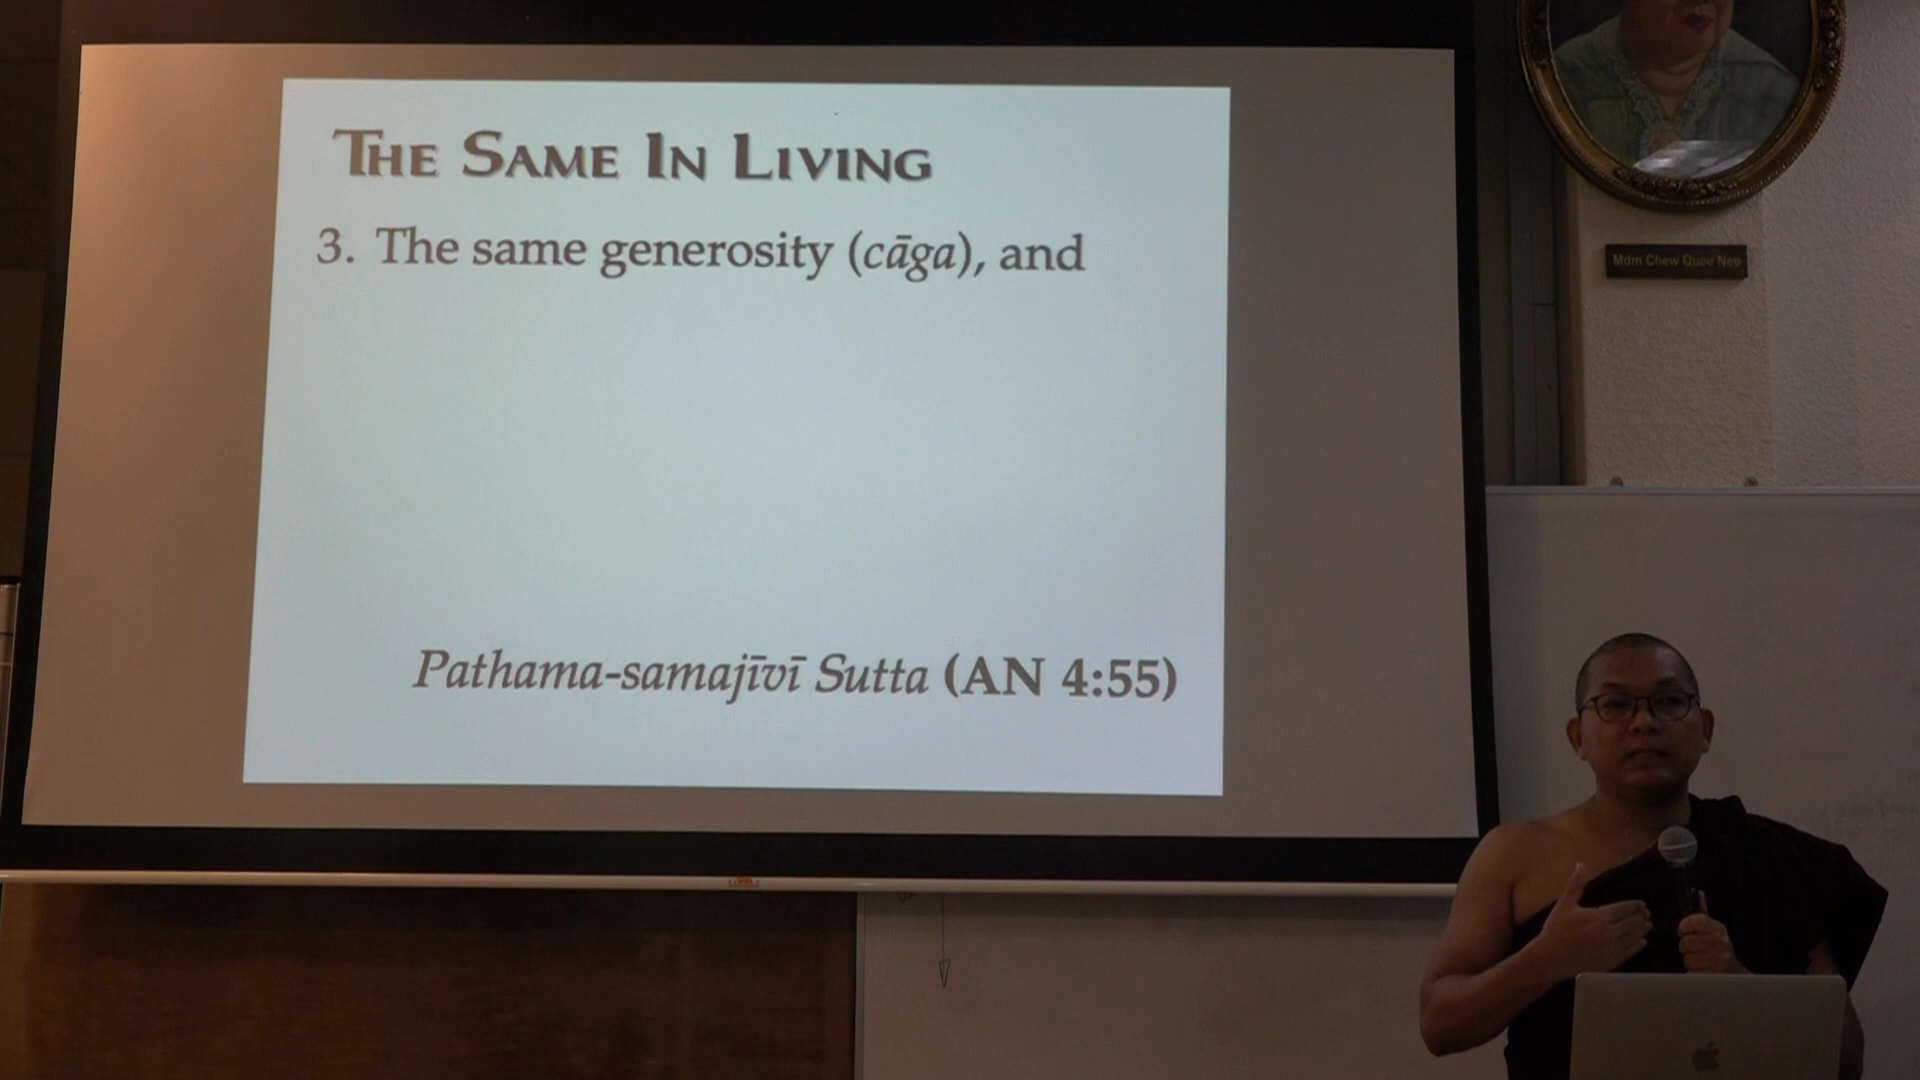 THE SAME IN LIVING
3. The same generosity (cāga), and
Pathama-samajīvī Sutta (AN 4:55)
Mdm Chew Quee Neo